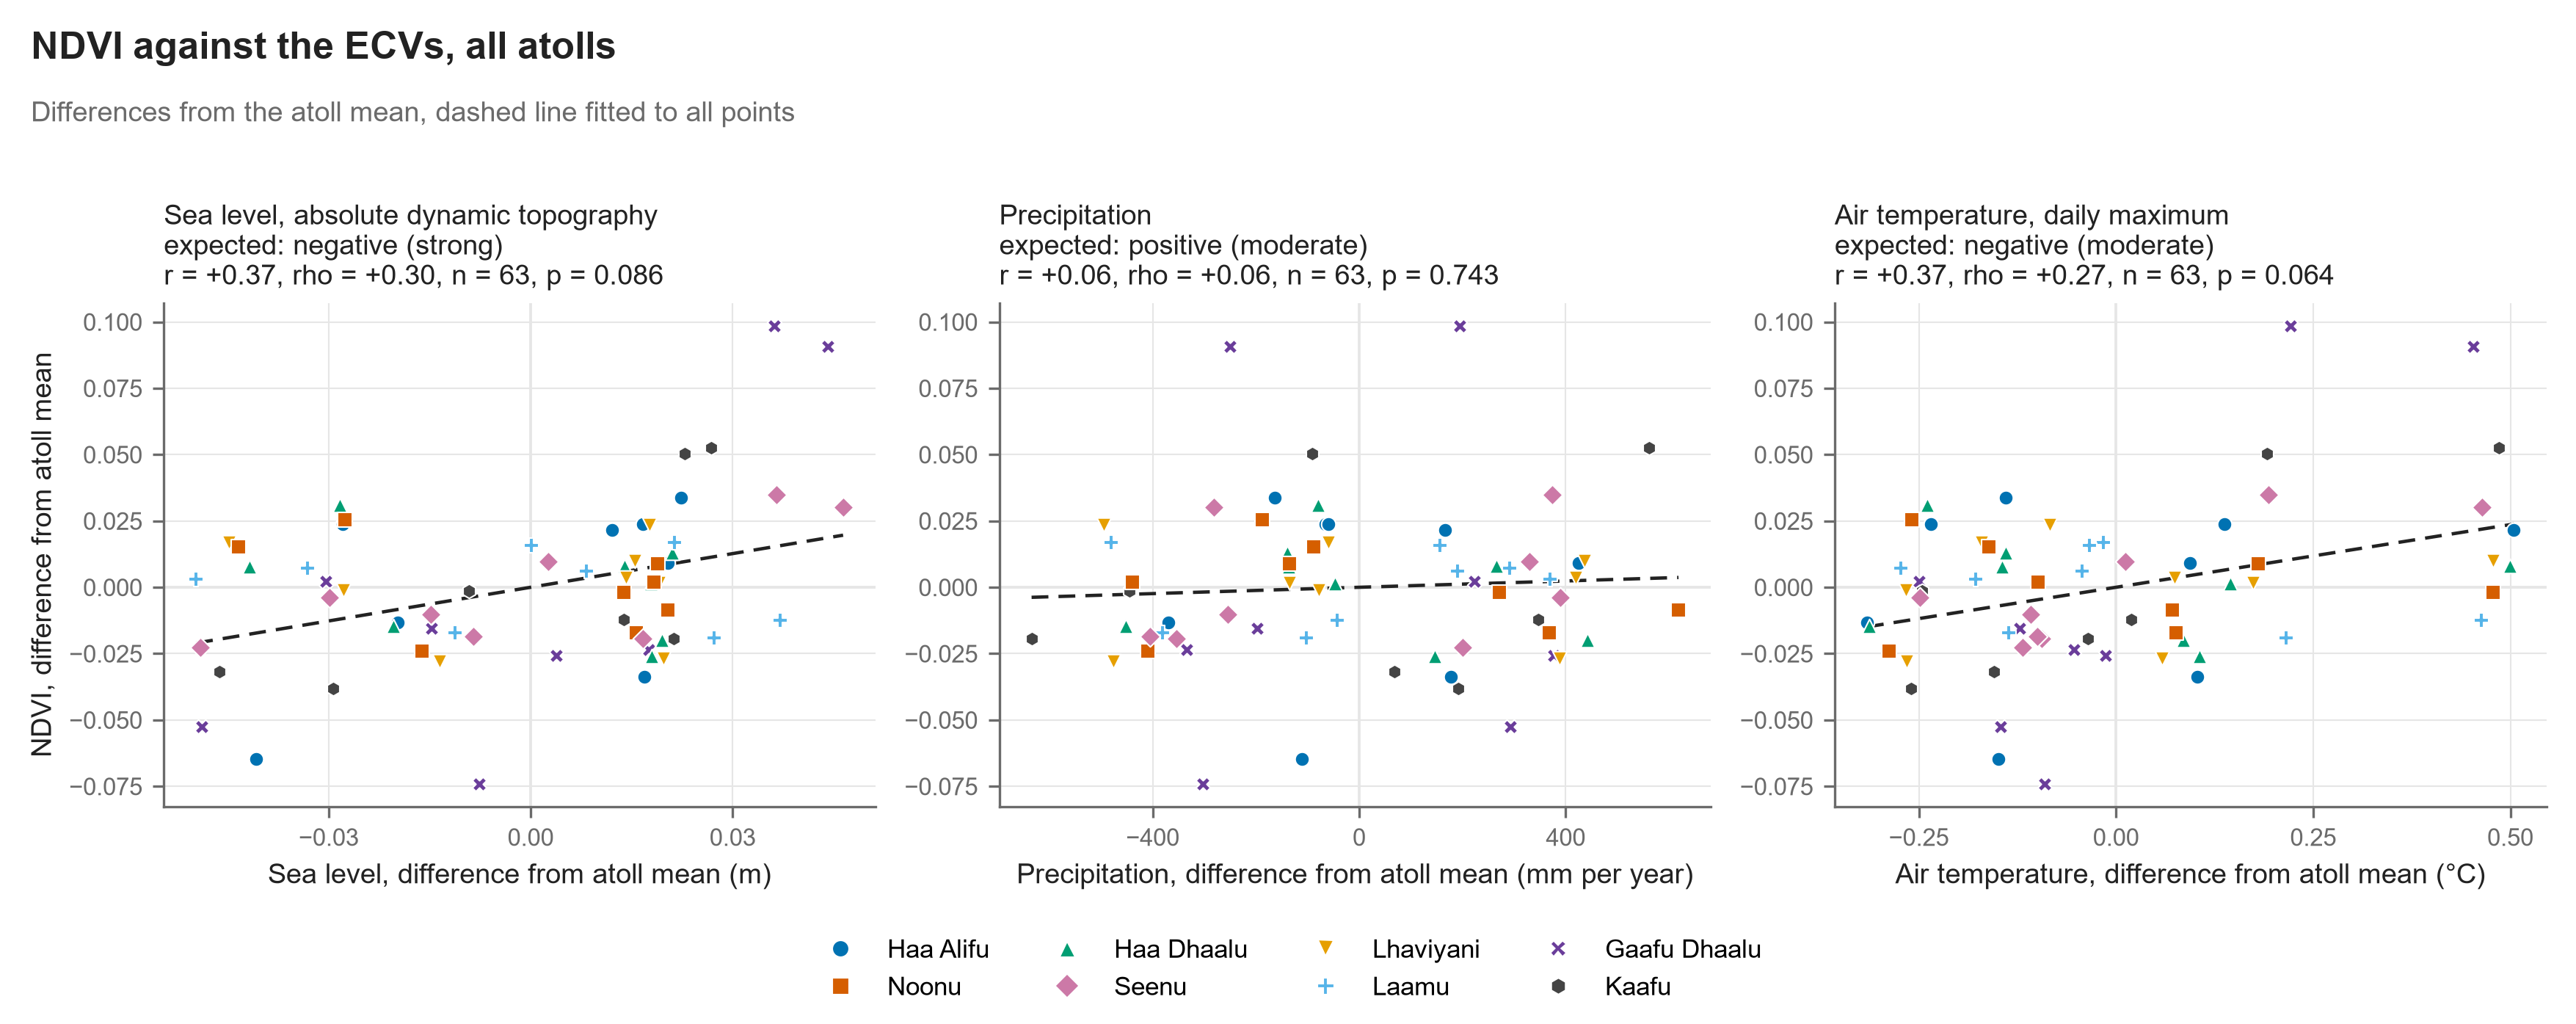 NDVI against the ECVs, all atolls
Differences from the atoll mean, dashed line fitted to all points
Sea level, absolute dynamic topography
expected: negative (strong)
r = +0.37, rho = +0.30, n = 63, p = 0.086
Precipitation
expected: positive (moderate)
r = +0.06, rho = +0.06, n = 63, p = 0.743
Air temperature, daily maximum
expected: negative (moderate)
r = +0.37, rho = +0.27, n = 63, p = 0.064
NDVI, difference from atoll mean
0.100
0.075
0.050
0.025
0.000
−0.025
−0.050
−0.075
−0.03 0.00 0.03
Sea level, difference from atoll mean (m)
0.100
0.075
0.050
0.025
0.000
−0.025
−0.050
−0.075
−400 0 400
Precipitation, difference from atoll mean (mm per year)
0.100
0.075
0.050
0.025
0.000
−0.025
−0.050
−0.075
−0.25 0.00 0.25 0.50
Air temperature, difference from atoll mean (°C)
Haa Alifu Haa Dhaalu Lhaviyani Gaafu Dhaalu
Noonu Seenu Laamu Kaafu